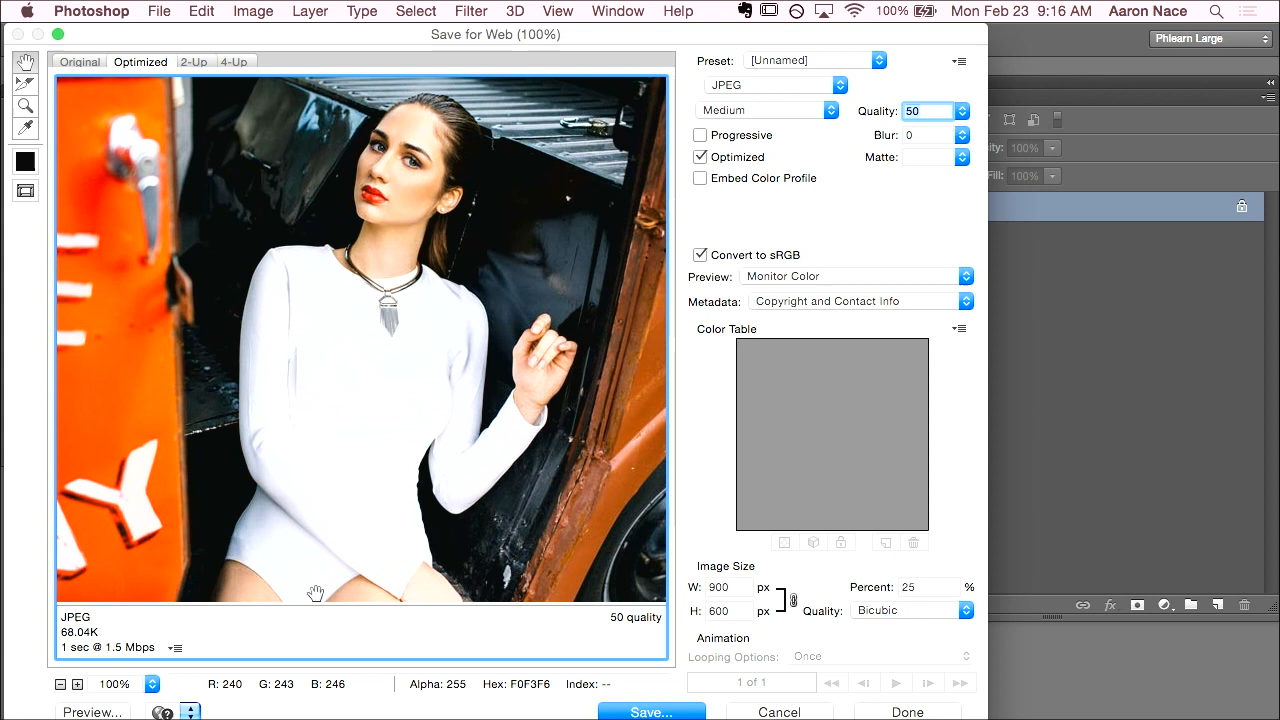 Photoshop File Edit Image Layer Type Select Filter 3D View Window Help 100% Mon Feb 23 9:16 AM Aaron Nace
Save for Web (100%)
Phlearn Large
Original Optimized 2-Up 4-Up
Preset: [Unnamed]
JPEG
Medium Quality: 50
Progressive Blur: 0
Optimized Matte:
Embed Color Profile
100%
Fill: 100%
Convert to sRGB
Preview: Monitor Color
Metadata: Copyright and Contact Info
Color Table
Y
Image Size
W: 900 px Percent: 25 %
H: 600 px Quality: Bicubic
JPEG 50 quality
68.04K
1 sec @ 1.5 Mbps
Animation
Looping Options: Once
100% R: 240 G: 243 B: 246 Alpha: 255 Hex: F0F3F6 Index: --
1 of 1
Preview... Save... Cancel Done
fx